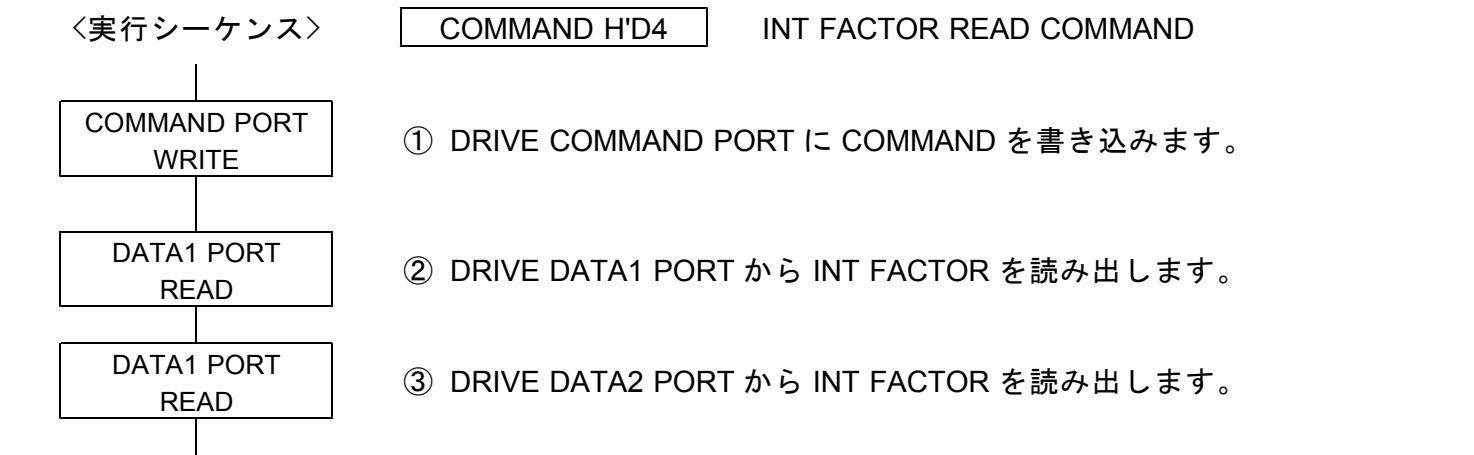 〈実行シーケンス〉 COMMAND H'D4 INT FACTOR READ COMMAND
COMMAND PORT
WRITE
① DRIVE COMMAND PORT に COMMAND を書き込みます。
DATA1 PORT
READ
② DRIVE DATA1 PORT から INT FACTOR を読み出します。
DATA1 PORT
READ
③ DRIVE DATA2 PORT から INT FACTOR を読み出します。